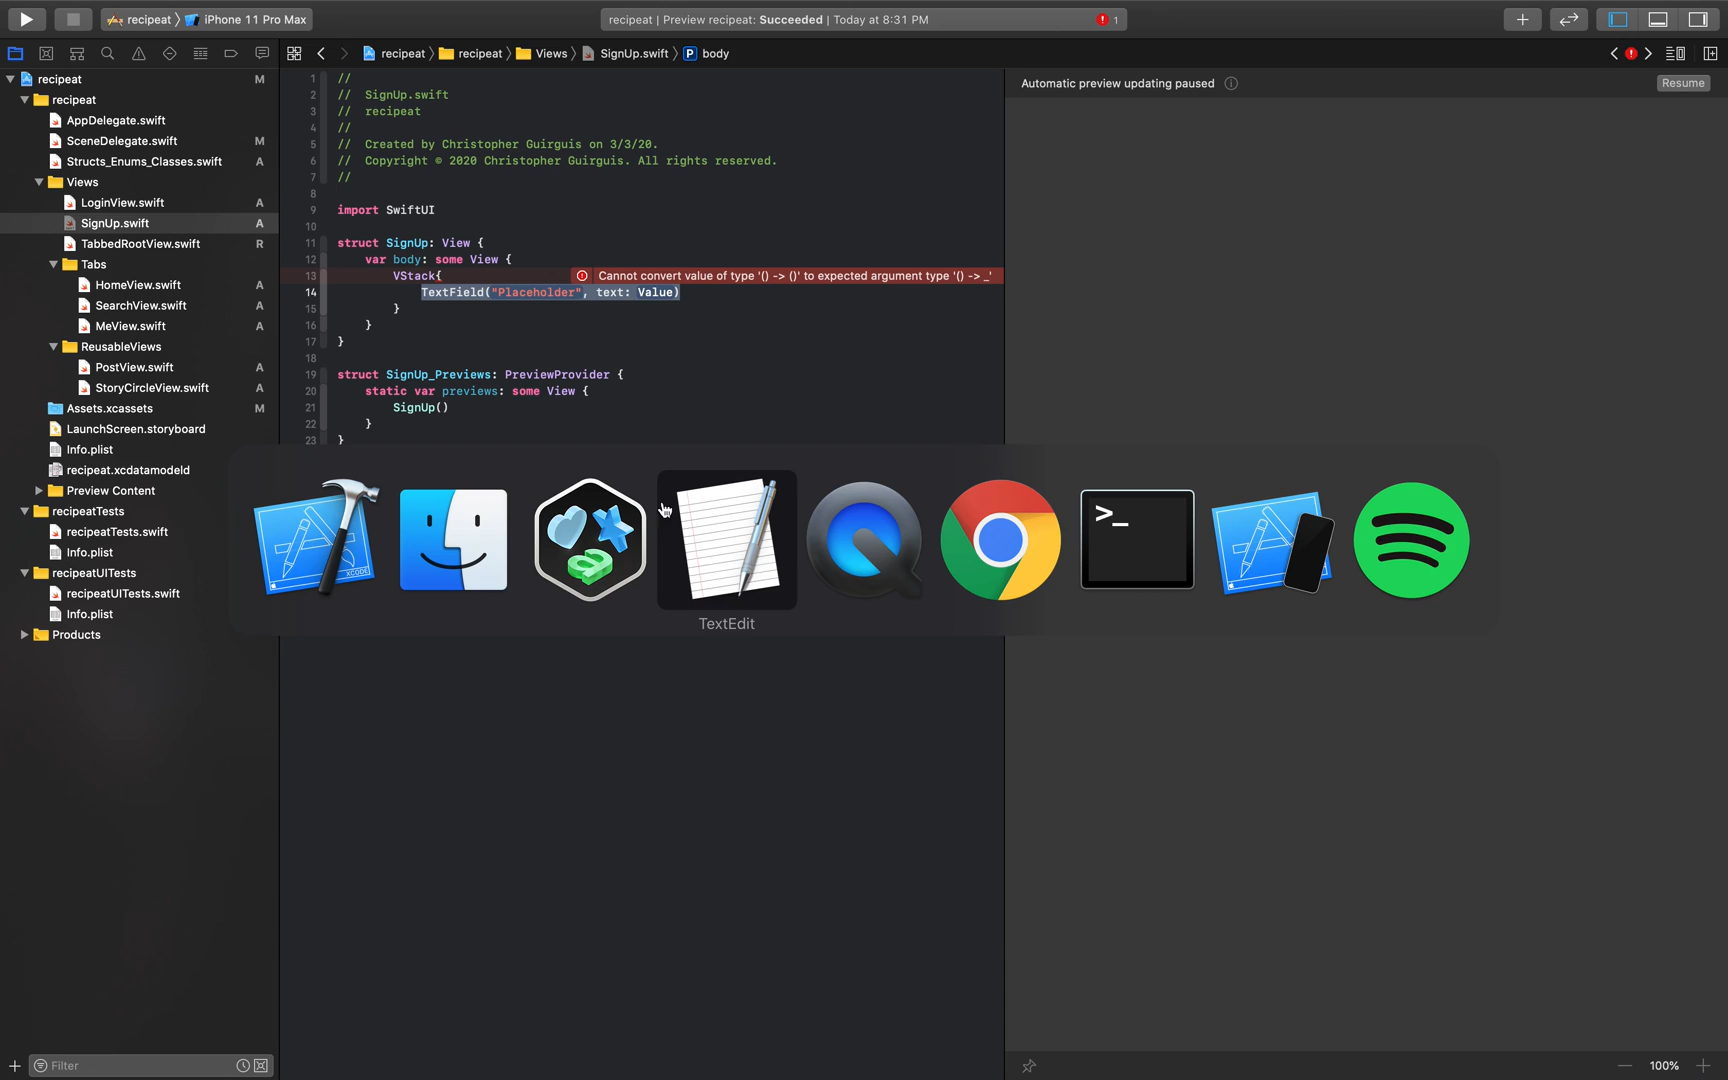 recipeat
iPhone 11 Pro Max
recipeat | Preview recipeat: Succeeded | Today at 8:31 PM
1
recipeat
recipeat
Views
SignUp.swift
P
body
recipeat
M
recipeat
AppDelegate.swift
SceneDelegate.swift
M
Structs_Enums_Classes.swift
A
Views
LoginView.swift
A
SignUp.swift
A
TabbedRootView.swift
R
Tabs
HomeView.swift
A
SearchView.swift
A
MeView.swift
A
ReusableViews
PostView.swift
A
StoryCircleView.swift
A
Assets.xcassets
M
LaunchScreen.storyboard
Info.plist
recipeat.xcdatamodeld
Preview Content
recipeatTests
recipeatTests.swift
Info.plist
recipeatUITests
recipeatUITests.swift
Info.plist
Products
Filter
1 //
2 // SignUp.swift
3 // recipeat
4 //
5 // Created by Christopher Guirguis on 3/3/20.
6 // Copyright © 2020 Christopher Guirguis. All rights reserved.
7 //
8
9 import SwiftUI
10
11 struct SignUp: View {
12 var body: some View {
13 VStack{
Cannot convert value of type '() -> ()' to expected argument type '() -> _'
14 TextField("Placeholder", text: Value)
15 }
16 }
17 }
18
19 struct SignUp_Previews: PreviewProvider {
20 static var previews: some View {
21 SignUp()
22 }
23 }
Automatic preview updating paused
Resume
XCODE
>_
TextEdit
100%